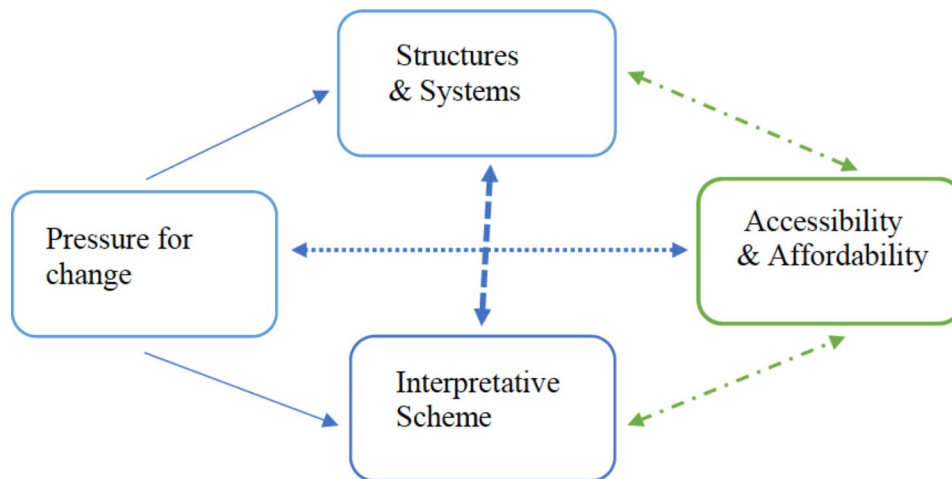 Structures
& Systems
Pressure for
change
Accessibility
& Affordability
Interpretative
Scheme